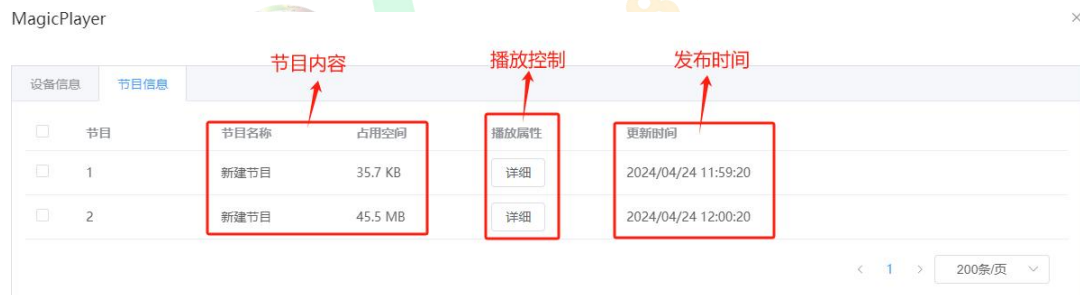 MagicPlayer
×
节目内容 播放控制 发布时间
设备信息 节目信息
节目 节目名称 占用空间 播放属性 更新时间
1 新建节目 35.7 KB 详细 2024/04/24 11:59:20
2 新建节目 45.5 MB 详细 2024/04/24 12:00:20
< 1 > 200条/页